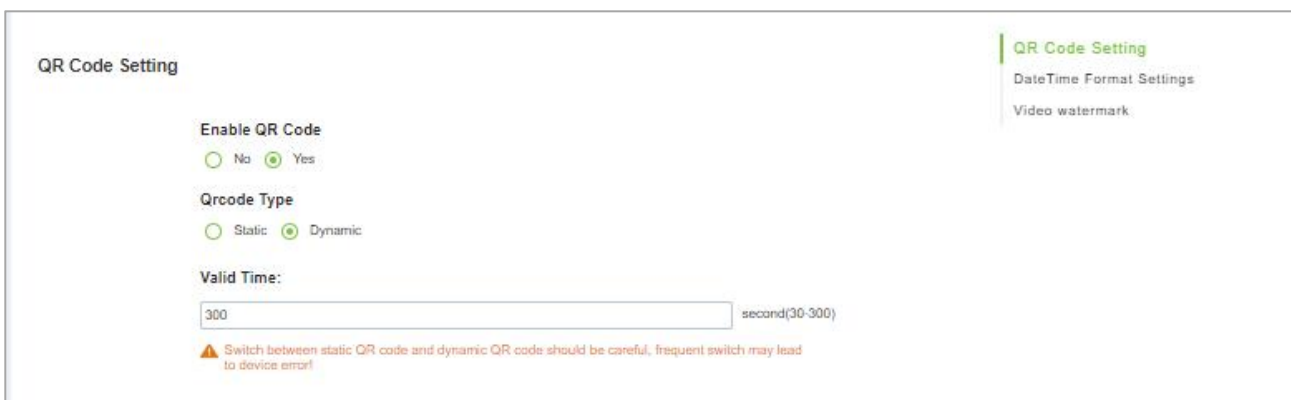 QR Code Setting
Enable QR Code
No Yes
Qrcode Type
Static Dynamic
Valid Time:
300 second(30-300)
Switch between static QR code and dynamic QR code should be careful, frequent switch may lead
to device error!
QR Code Setting
DateTime Format Settings
Video watermark